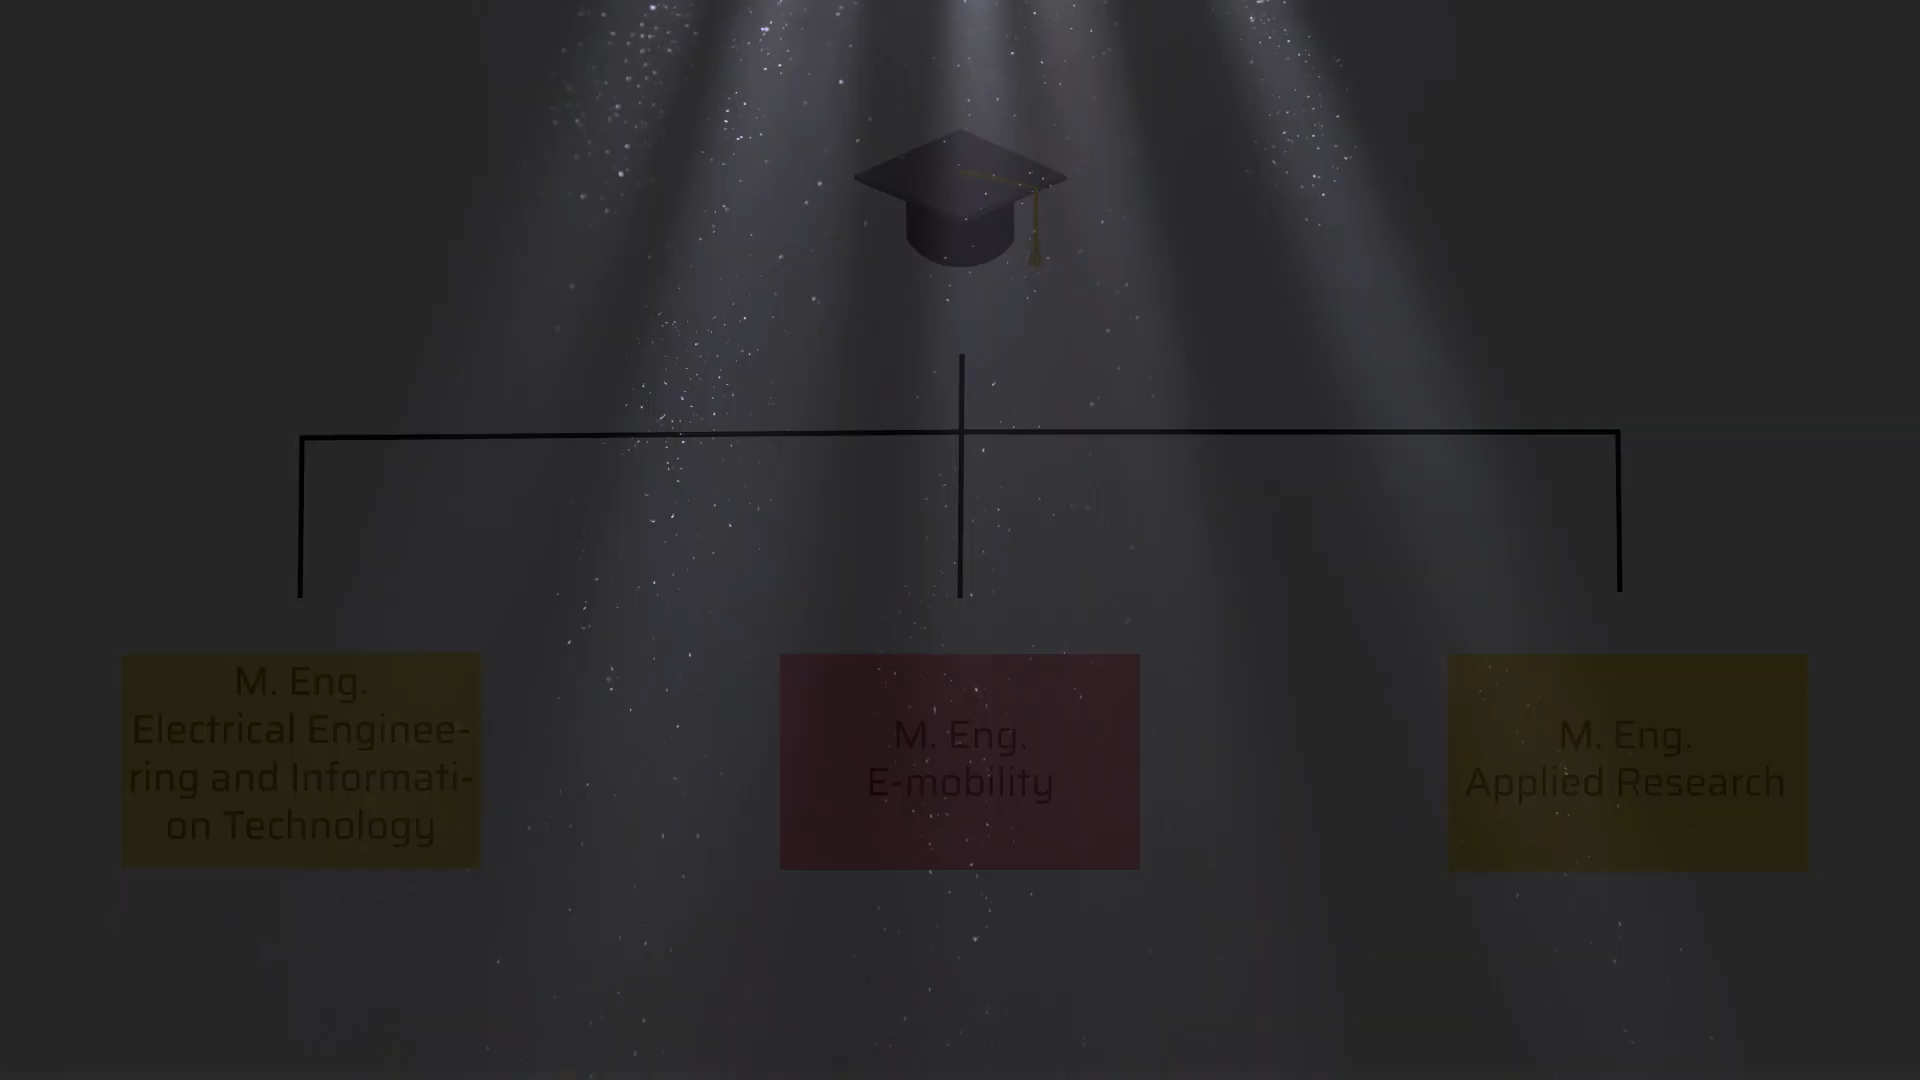 M. Eng.
Electrical Enginee-
ring and Informati-
on Technology
M. Eng.
E-mobility
M. Eng.
Applied Research